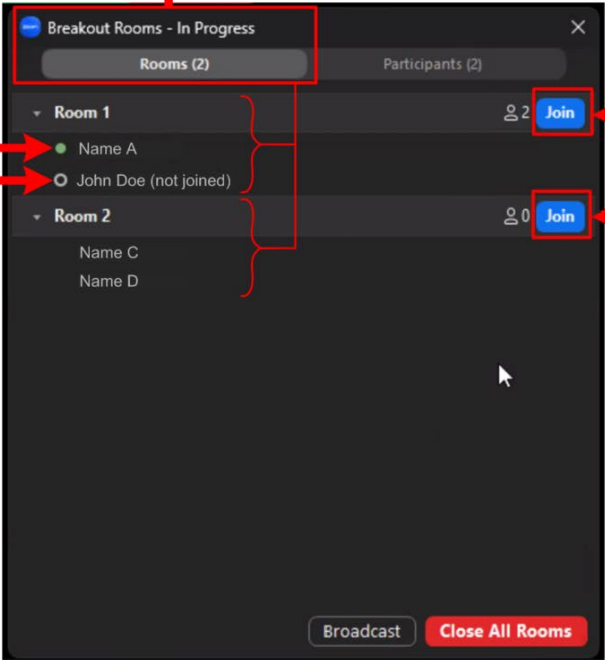 Breakout Rooms - In Progress
Rooms (2) Participants (2)
Room 1 2 Join
Name A
John Doe (not joined)
Room 2 0 Join
Name C
Name D
Broadcast Close All Rooms